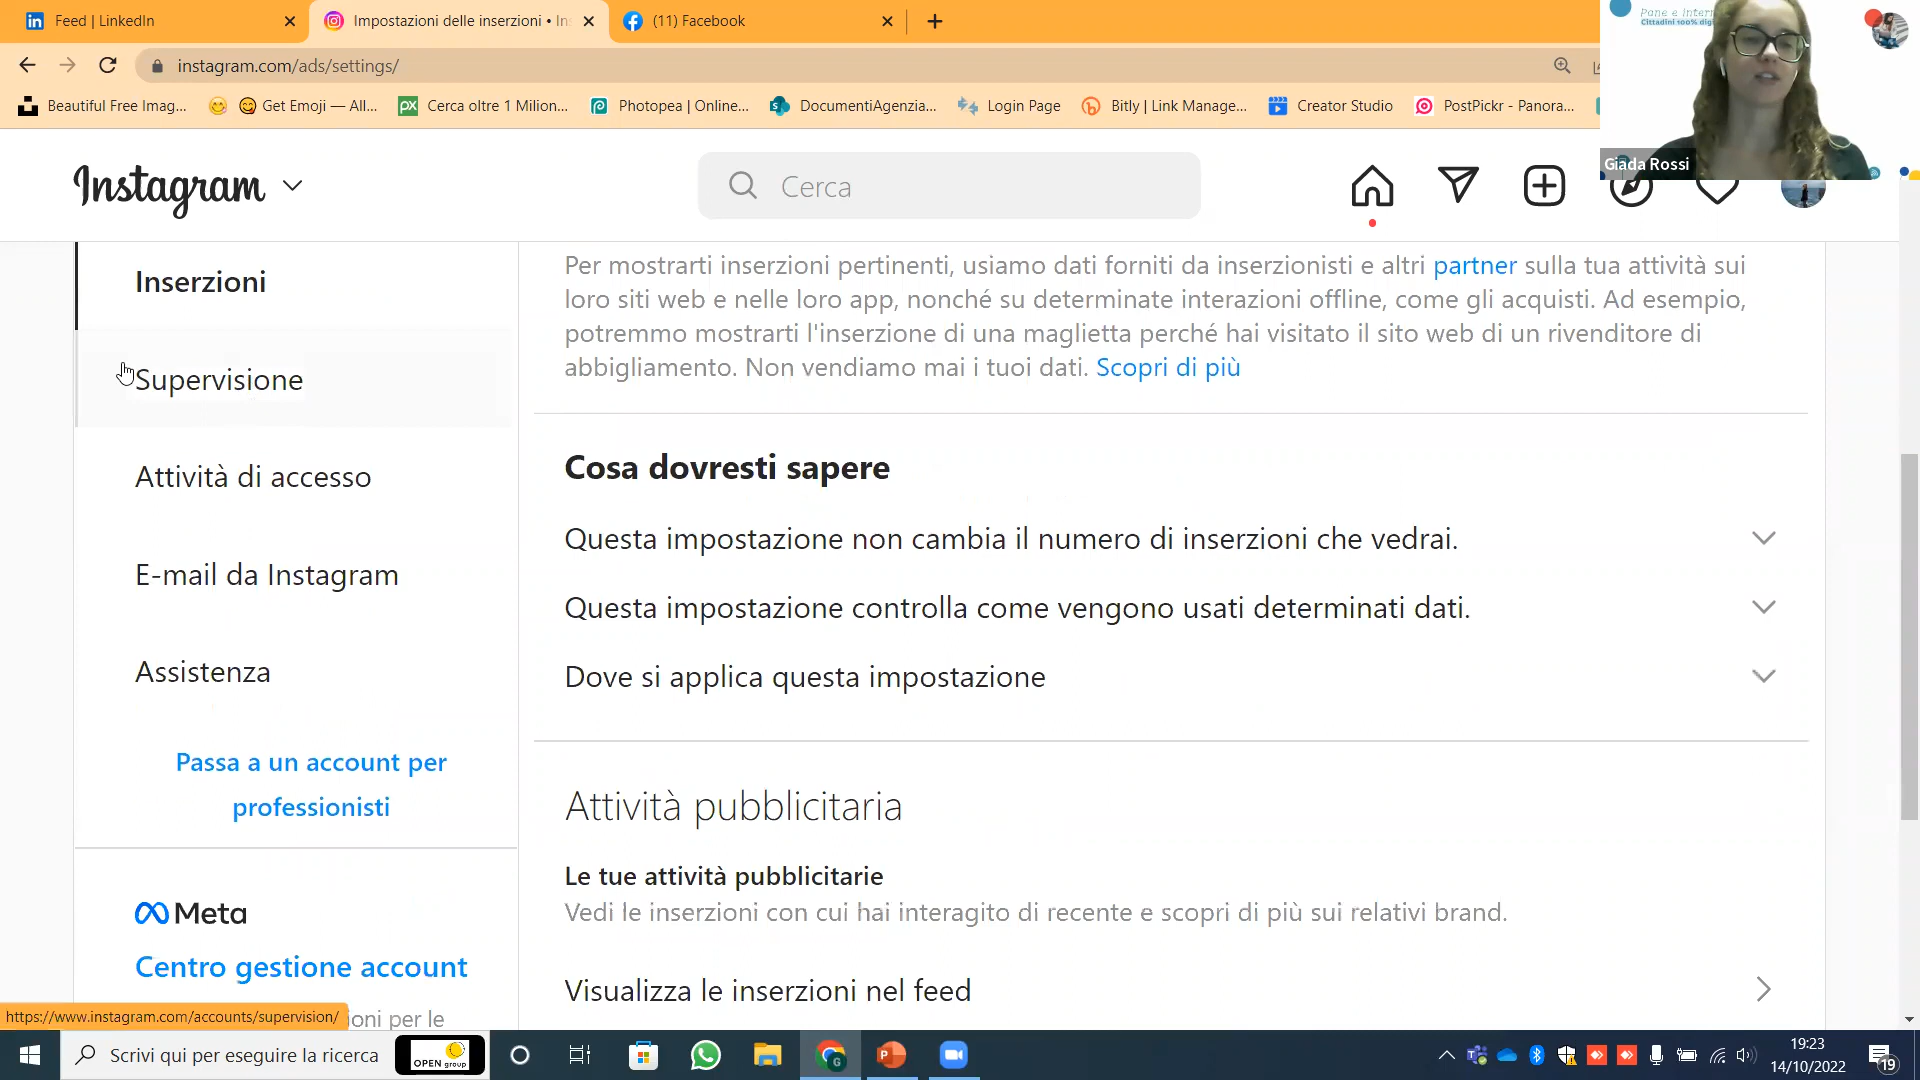 Feed | LinkedIn
Impostazioni delle inserzioni • In
(11) Facebook
Pane e Intern
Cittadini 100% digi
instagram.com/ads/settings/
Beautiful Free Imag...
Get Emoji — All...
Cerca oltre 1 Milion...
Photopea | Online...
DocumentiAgenzia...
Login Page
Bitly | Link Manage...
Creator Studio
PostPickr - Panora...
Giada Rossi
Instagram
Cerca
Inserzioni
Supervisione
Attività di accesso
E-mail da Instagram
Assistenza
Passa a un account per
professionisti
Meta
Centro gestione account
oni per le
https://www.instagram.com/accounts/supervision/
Per mostrarti inserzioni pertinenti, usiamo dati forniti da inserzionisti e altri partner sulla tua attività sui
loro siti web e nelle loro app, nonché su determinate interazioni offline, come gli acquisti. Ad esempio,
potremmo mostrarti l'inserzione di una maglietta perché hai visitato il sito web di un rivenditore di
abbigliamento. Non vendiamo mai i tuoi dati. Scopri di più
Cosa dovresti sapere
Questa impostazione non cambia il numero di inserzioni che vedrai.
Questa impostazione controlla come vengono usati determinati dati.
Dove si applica questa impostazione
Attività pubblicitaria
Le tue attività pubblicitarie
Vedi le inserzioni con cui hai interagito di recente e scopri di più sui relativi brand.
Visualizza le inserzioni nel feed
Scrivi qui per eseguire la ricerca
OPEN group
19:23
14/10/2022
19